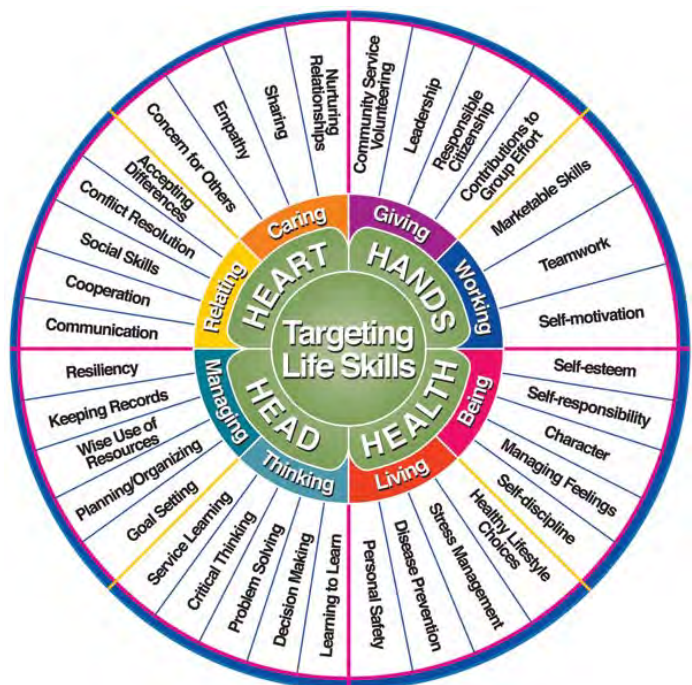 Targeting
Life Skills
HEART
HANDS
HEALTH
HEAD
Caring
Giving
Working
Being
Living
Thinking
Managing
Relating
Nurturing
Relationships
Sharing
Empathy
Concern for Others
Accepting
Differences
Conflict Resolution
Social Skills
Cooperation
Communication
Community Service
Volunteering
Leadership
Responsible
Citizenship
Contributions to
Group Effort
Marketable Skills
Teamwork
Self-motivation
Self-esteem
Self-responsibility
Character
Managing Feelings
Self-discipline
Healthy Lifestyle
Choices
Stress Management
Disease Prevention
Personal Safety
Learning to Learn
Decision Making
Problem Solving
Critical Thinking
Service Learning
Goal Setting
Planning/Organizing
Wise Use of
Resources
Keeping Records
Resiliency